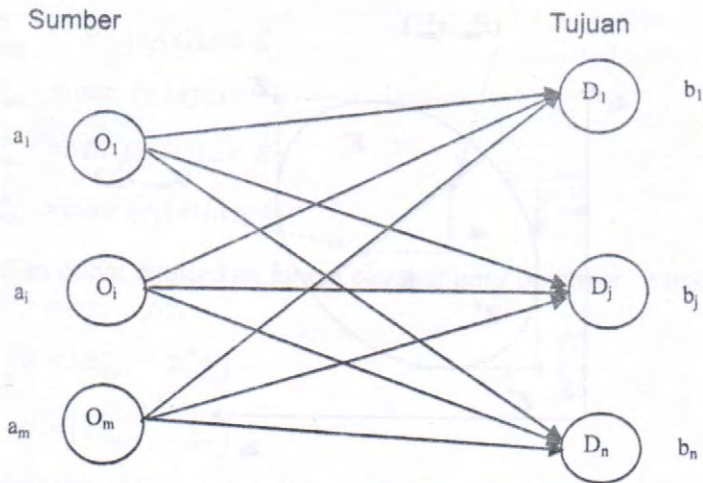 Sumber Tujuan
a₁ O₁ D₁ b₁
aᵢ Oᵢ Dⱼ bⱼ
aₘ Oₘ Dₙ bₙ